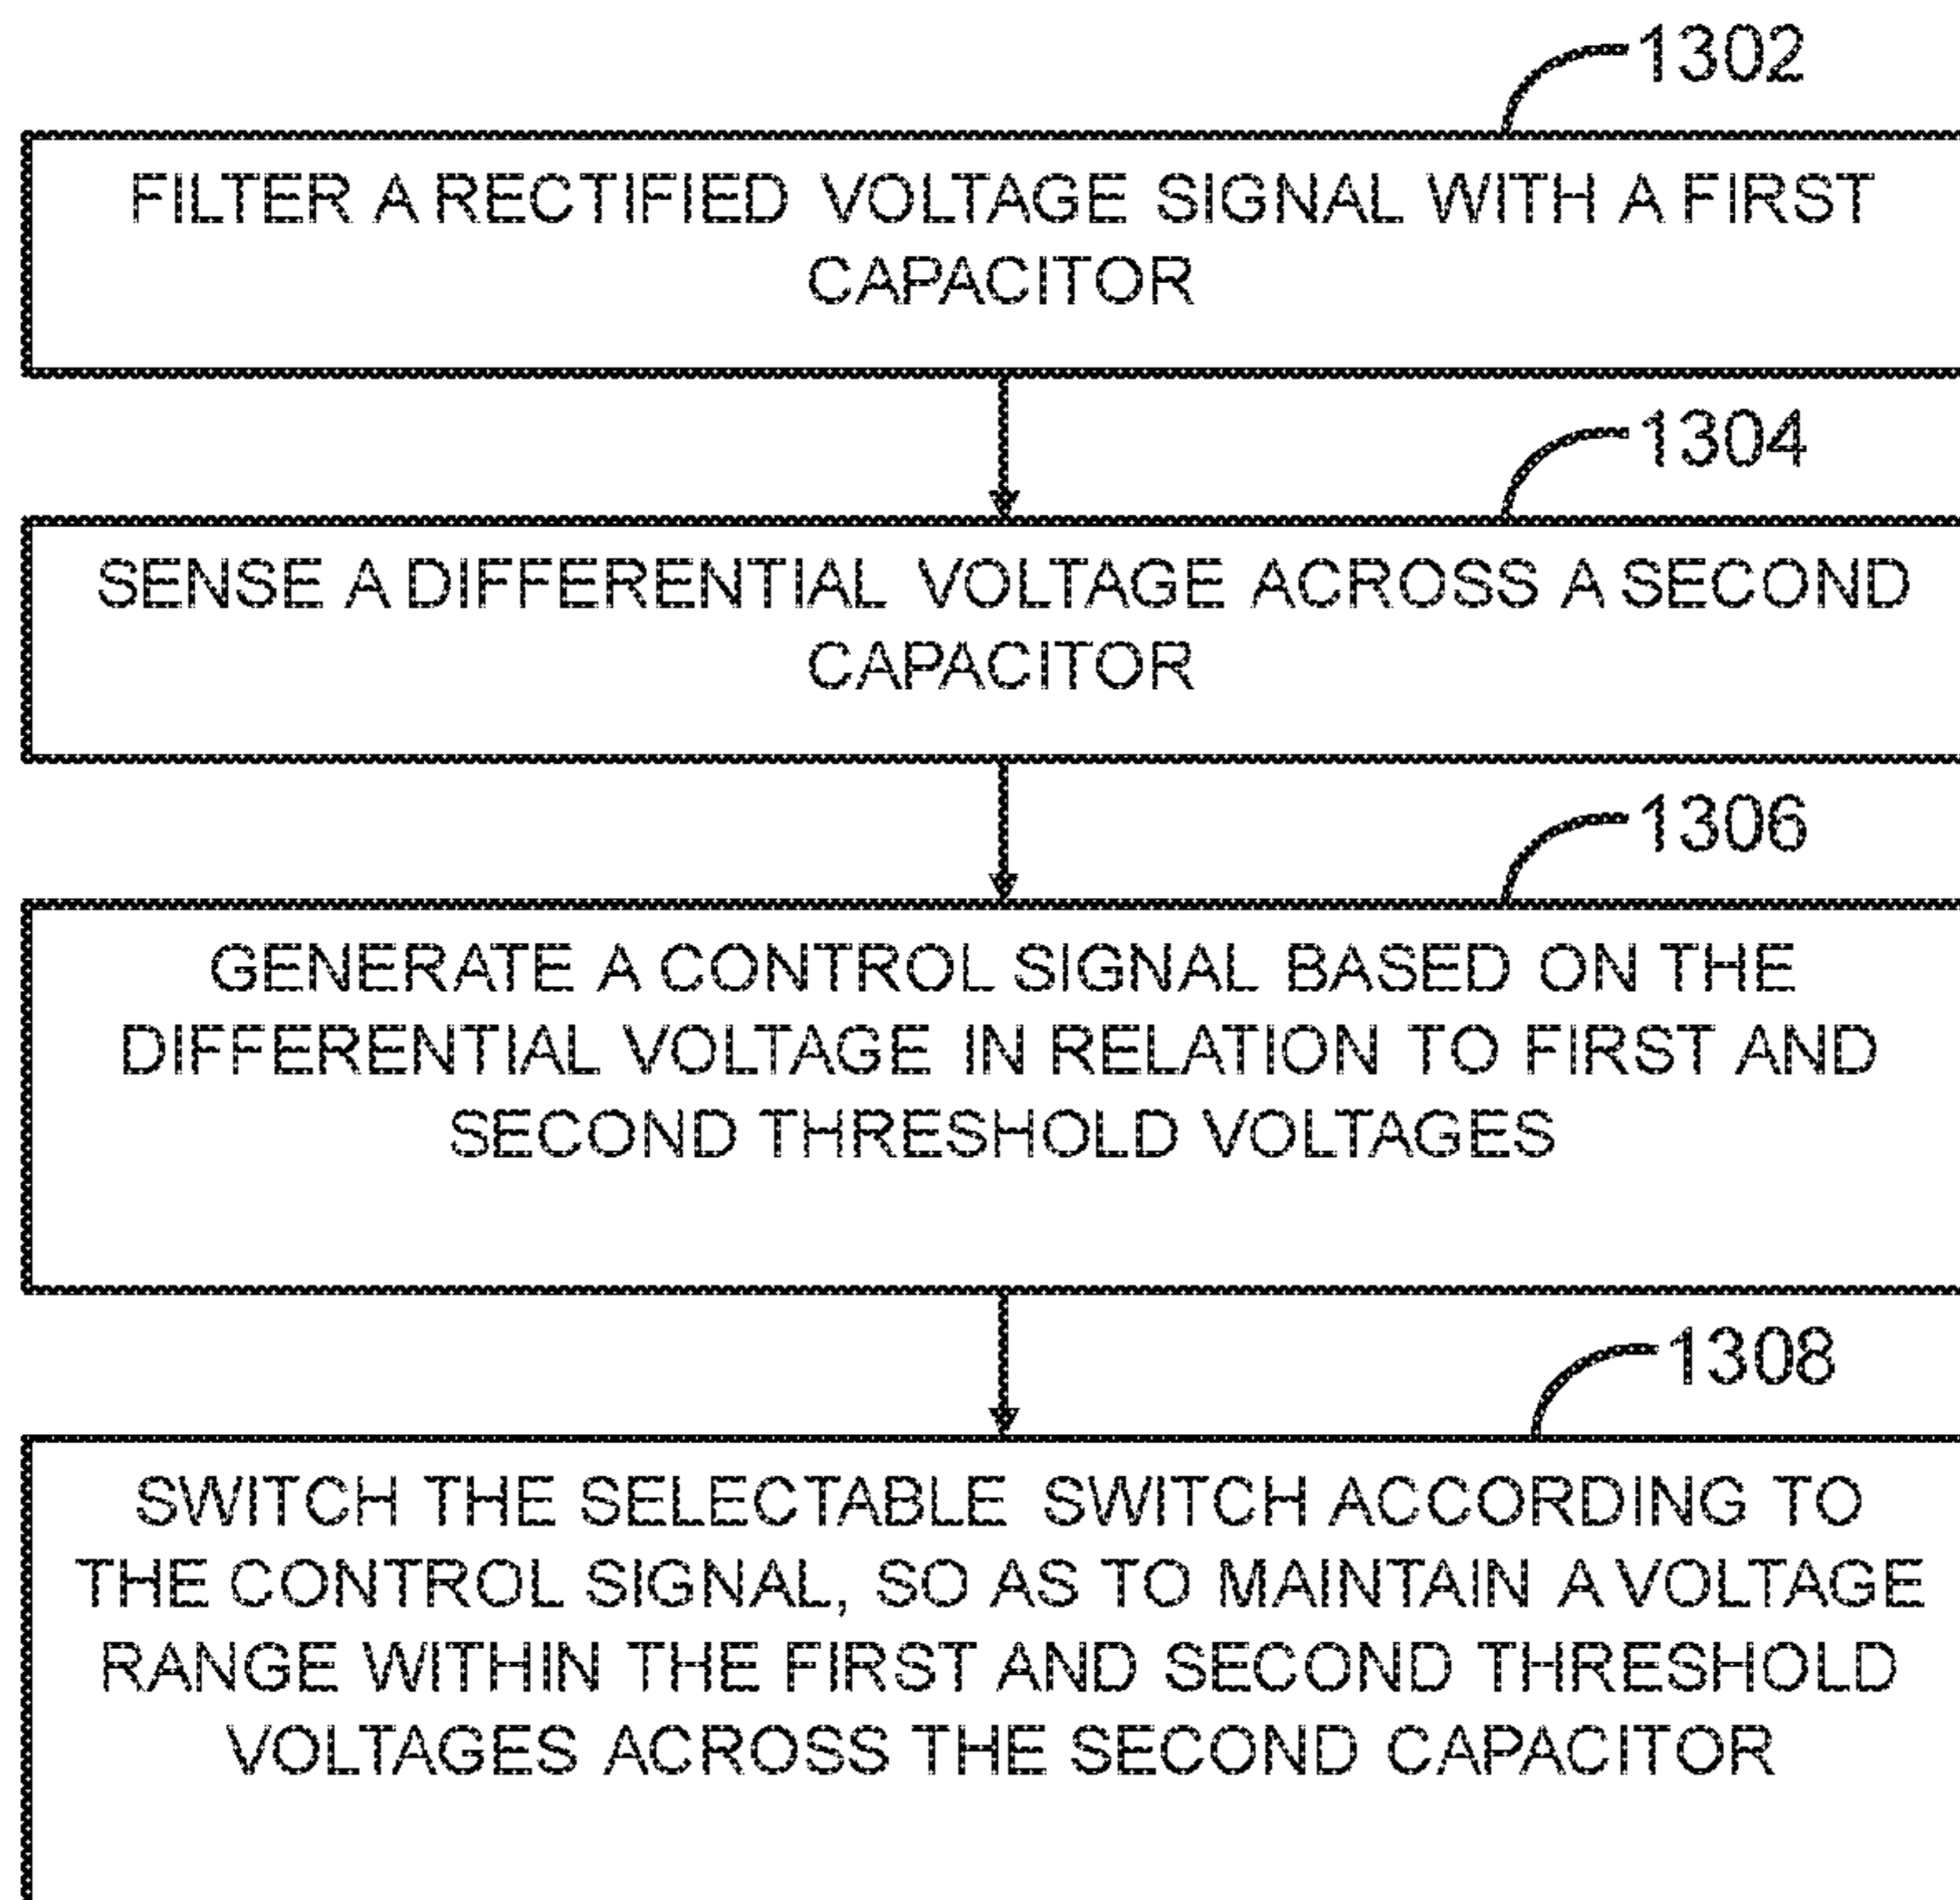 1302
FILTER A RECTIFIED VOLTAGE SIGNAL WITH A FIRST
CAPACITOR
1304
SENSE A DIFFERENTIAL VOLTAGE ACROSS A SECOND
CAPACITOR
1306
GENERATE A CONTROL SIGNAL BASED ON THE
DIFFERENTIAL VOLTAGE IN RELATION TO FIRST AND
SECOND THRESHOLD VOLTAGES
1308
SWITCH THE SELECTABLE SWITCH ACCORDING TO
THE CONTROL SIGNAL, SO AS TO MAINTAIN A VOLTAGE
RANGE WITHIN THE FIRST AND SECOND THRESHOLD
VOLTAGES ACROSS THE SECOND CAPACITOR